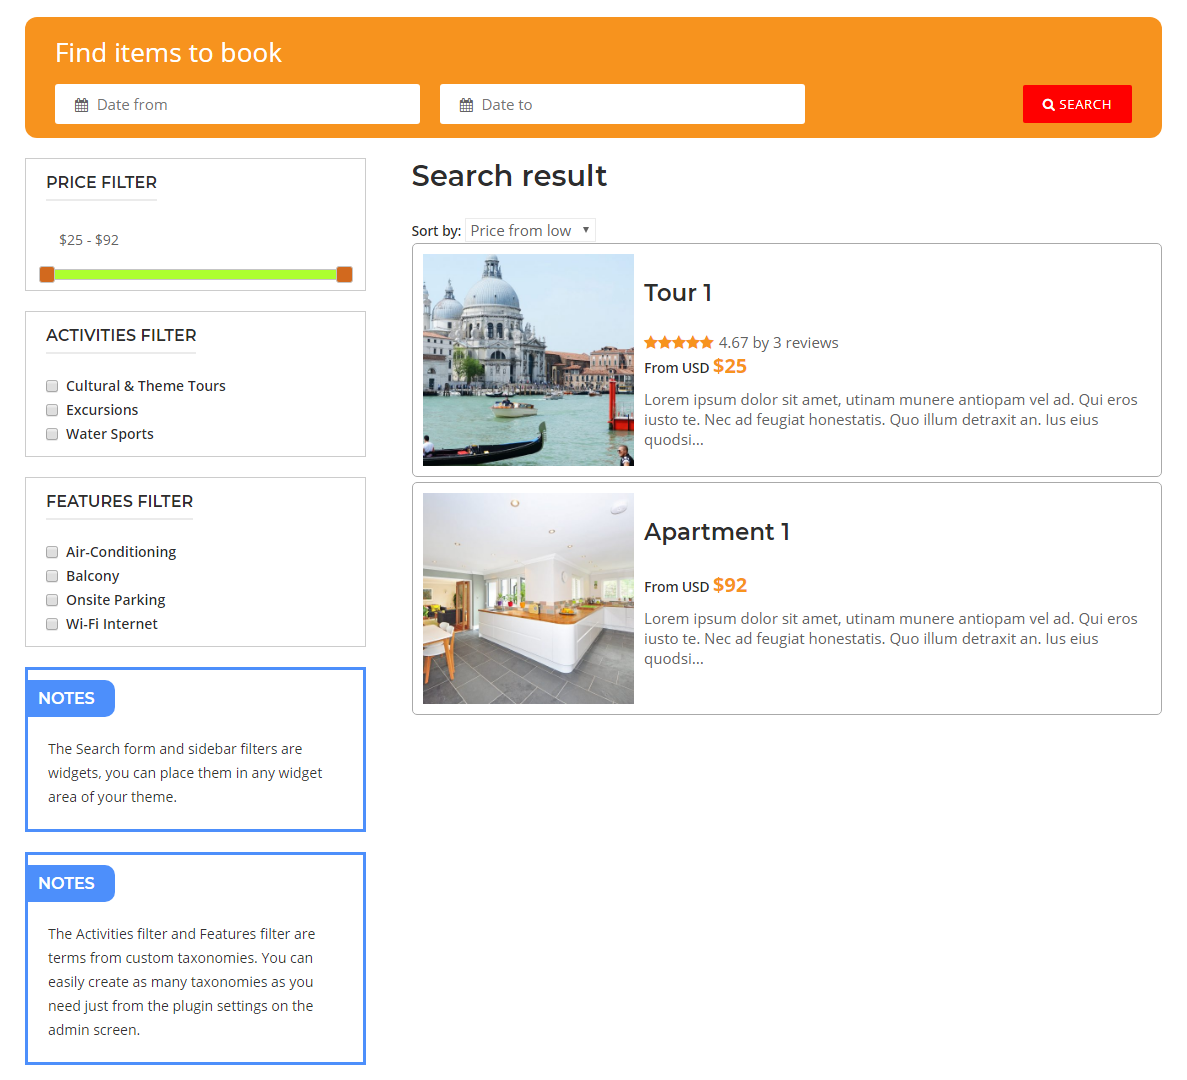 Find items to book
Date from
Date to
SEARCH
PRICE FILTER
$25 - $92
ACTIVITIES FILTER
Cultural & Theme Tours
Excursions
Water Sports
FEATURES FILTER
Air-Conditioning
Balcony
Onsite Parking
Wi-Fi Internet
NOTES
The Search form and sidebar filters are
widgets, you can place them in any widget
area of your theme.
NOTES
The Activities filter and Features filter are
terms from custom taxonomies. You can
easily create as many taxonomies as you
need just from the plugin settings on the
admin screen.
Search result
Sort by: Price from low
Tour 1
4.67 by 3 reviews
From USD $25
Lorem ipsum dolor sit amet, utinam munere antiopam vel ad. Qui eros
iusto te. Nec ad feugiat honestatis. Quo illum detraxit an. Ius eius
quodsi...
Apartment 1
From USD $92
Lorem ipsum dolor sit amet, utinam munere antiopam vel ad. Qui eros
iusto te. Nec ad feugiat honestatis. Quo illum detraxit an. Ius eius
quodsi...